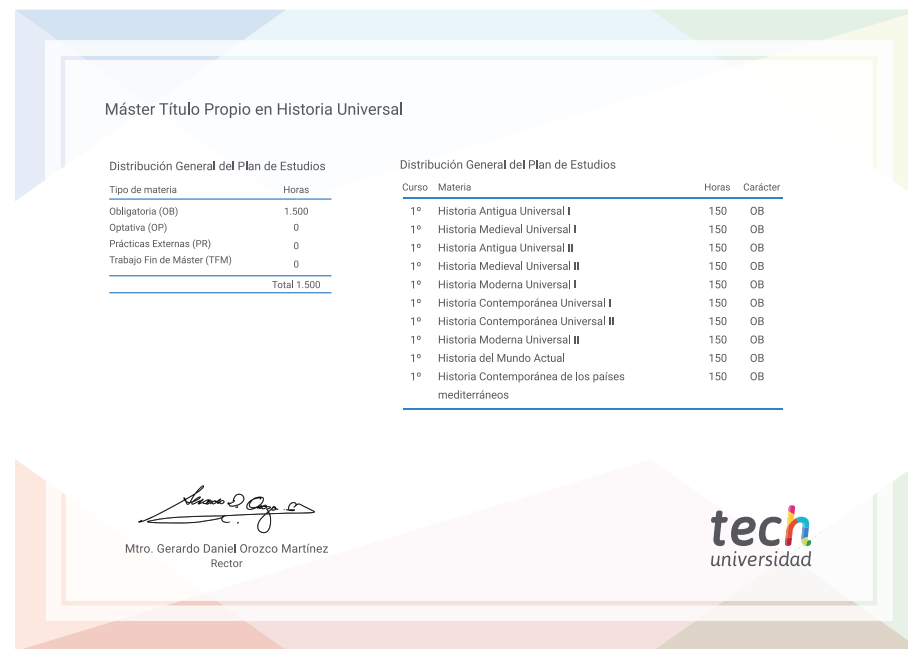 Máster Título Propio en Historia Universal
Distribución General del Plan de Estudios
Tipo de materia Horas
Obligatoria (OB) 1.500
Optativa (OP) 0
Prácticas Externas (PR) 0
Trabajo Fin de Máster (TFM) 0
Total 1.500
Distribución General del Plan de Estudios
Curso Materia Horas Carácter
1º Historia Antigua Universal I 150 OB
1º Historia Medieval Universal I 150 OB
1º Historia Antigua Universal II 150 OB
1º Historia Medieval Universal II 150 OB
1º Historia Moderna Universal I 150 OB
1º Historia Contemporánea Universal I 150 OB
1º Historia Contemporánea Universal II 150 OB
1º Historia Moderna Universal II 150 OB
1º Historia del Mundo Actual 150 OB
1º Historia Contemporánea de los países 150 OB
mediterráneos
Mtro. Gerardo Daniel Orozco Martínez
Rector
tech
universidad